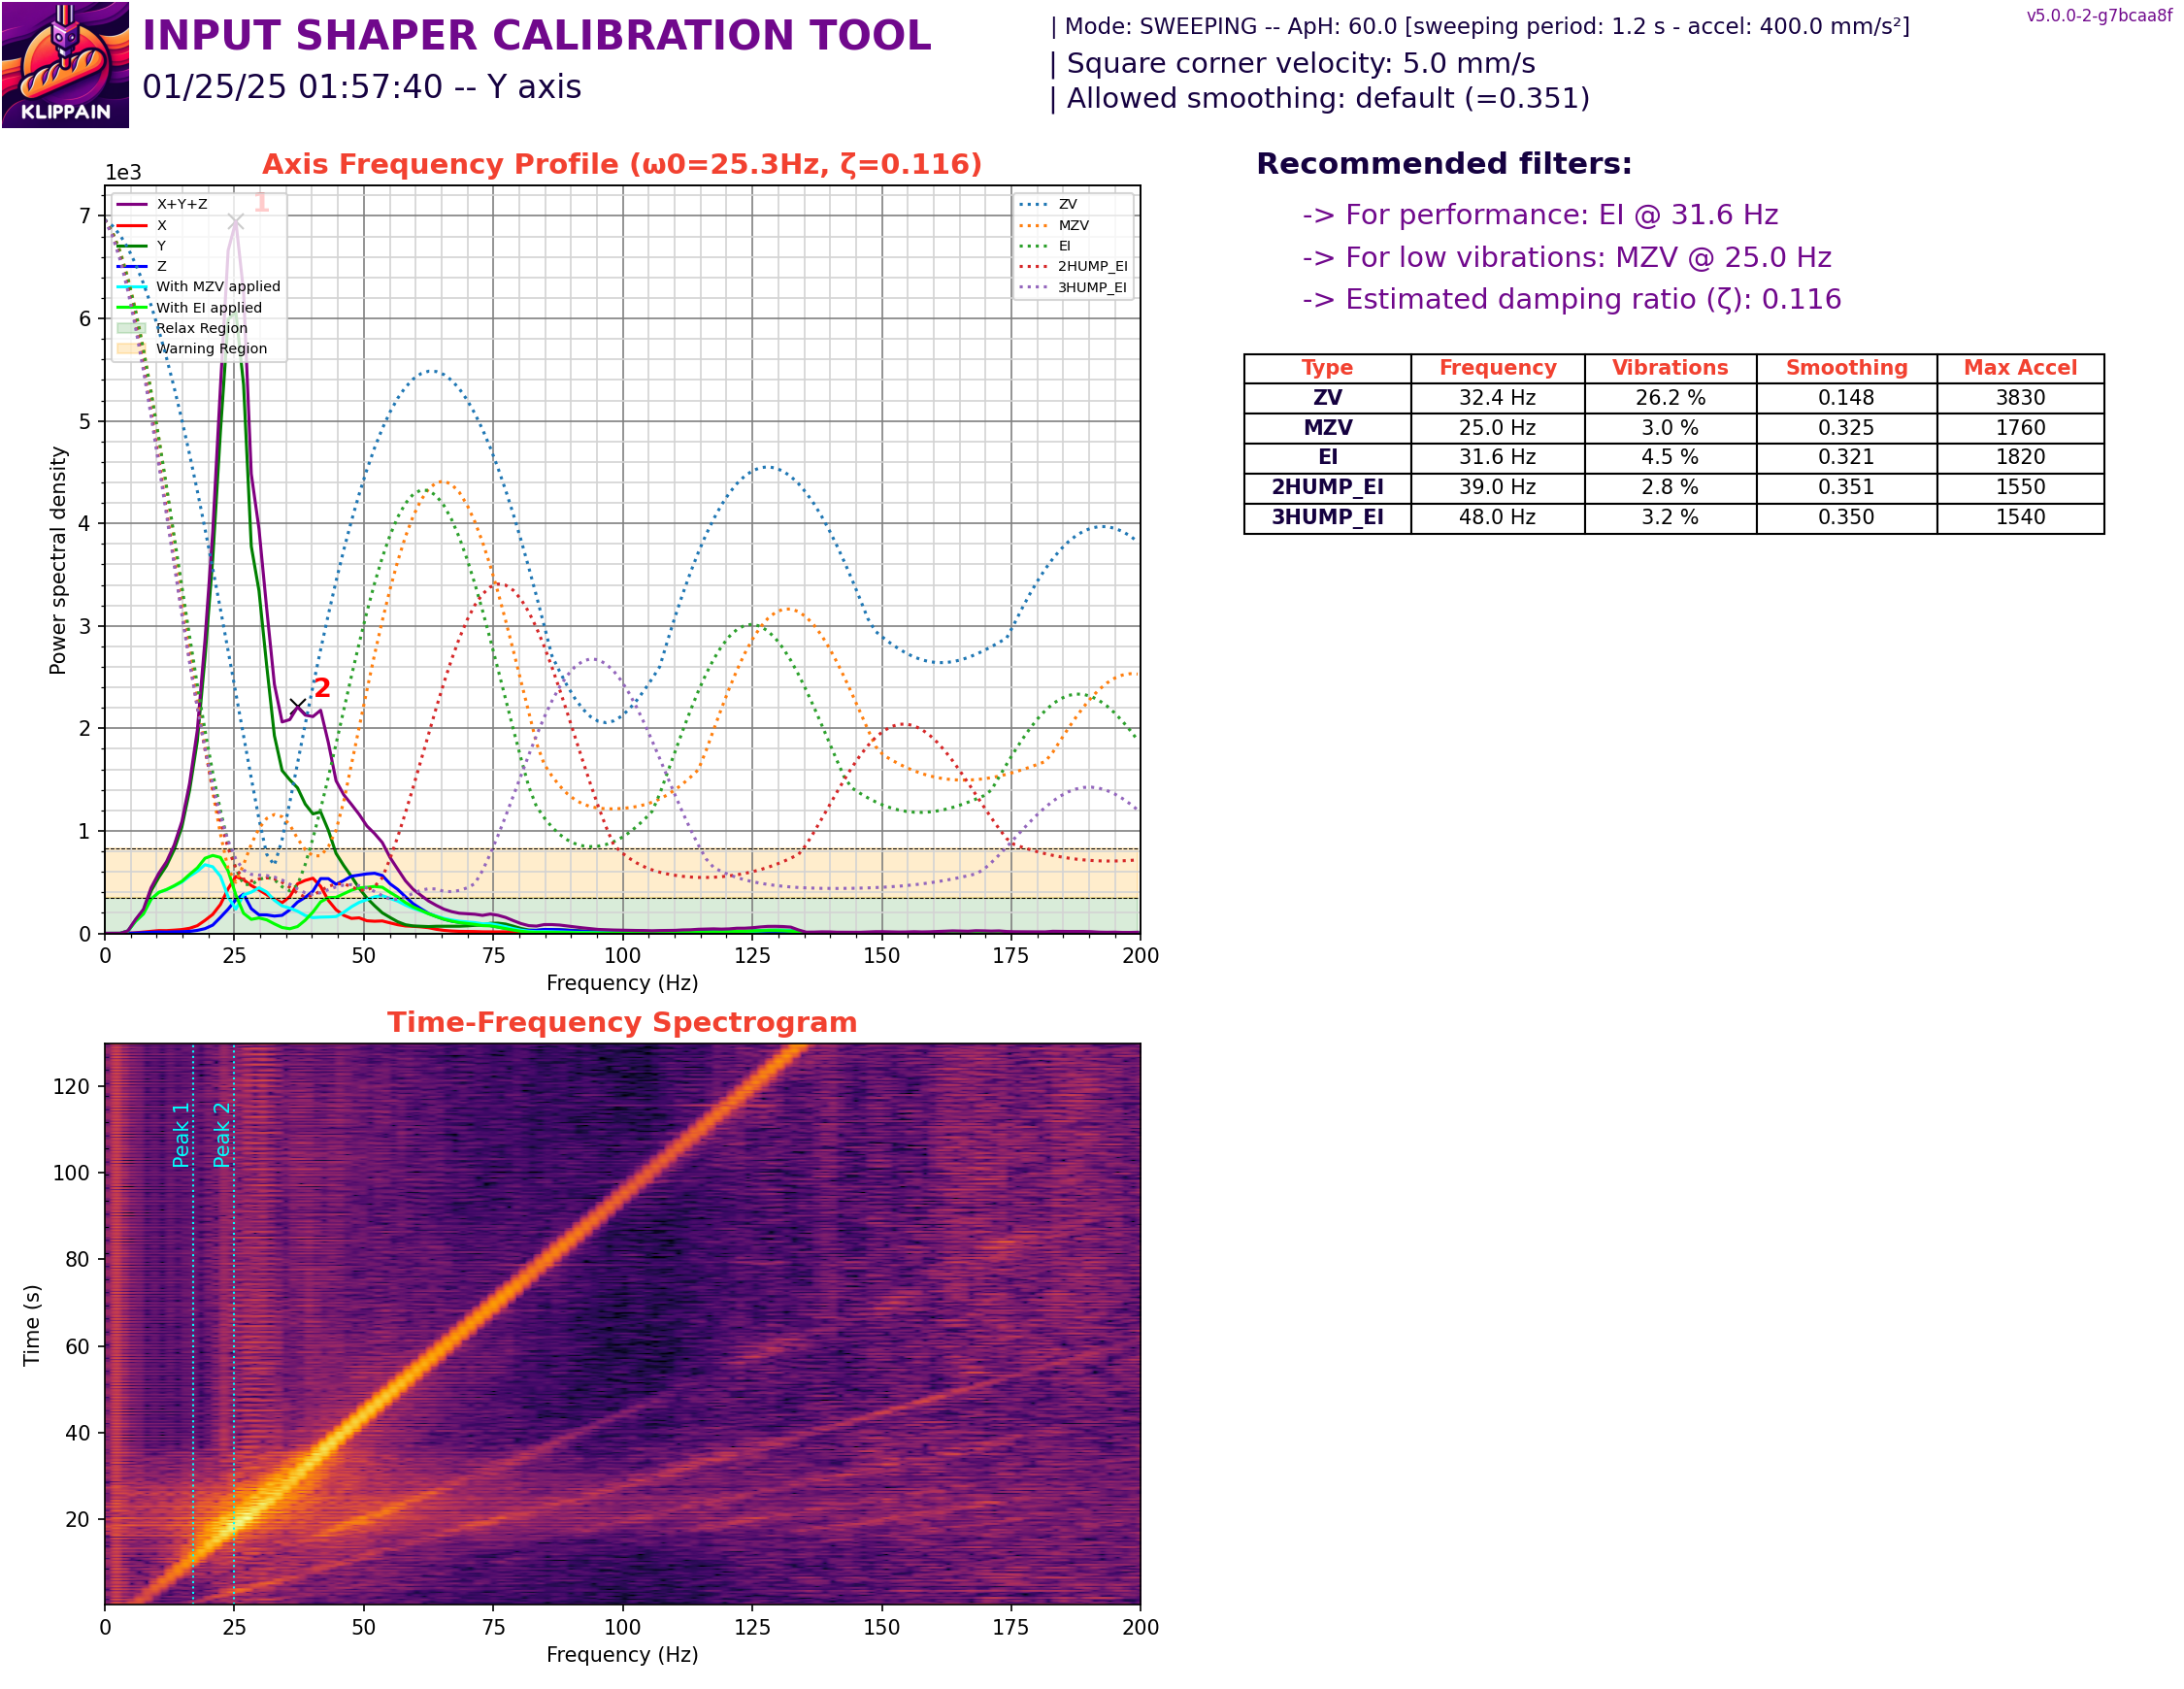 KLIPPAIN
INPUT SHAPER CALIBRATION TOOL
01/25/25 01:57:40 -- Y axis
| Mode: SWEEPING -- ApH: 60.0 [sweeping period: 1.2 s - accel: 400.0 mm/s²]
| Square corner velocity: 5.0 mm/s
| Allowed smoothing: default (=0.351)
v5.0.0-2-g7bcaa8f
Axis Frequency Profile (ω0=25.3Hz, ζ=0.116)
1e3
X+Y+Z
X
Y
Z
With MZV applied
With EI applied
Relax Region
Warning Region
ZV
MZV
EI
2HUMP_EI
3HUMP_EI
1
2
7
6
5
4
3
2
1
0
Power spectral density
0 25 50 75 100 125 150 175 200
Frequency (Hz)
Recommended filters:
-> For performance: EI @ 31.6 Hz
-> For low vibrations: MZV @ 25.0 Hz
-> Estimated damping ratio (ζ): 0.116
Type Frequency Vibrations Smoothing Max Accel
ZV 32.4 Hz 26.2 % 0.148 3830
MZV 25.0 Hz 3.0 % 0.325 1760
EI 31.6 Hz 4.5 % 0.321 1820
2HUMP_EI 39.0 Hz 2.8 % 0.351 1550
3HUMP_EI 48.0 Hz 3.2 % 0.350 1540
Time-Frequency Spectrogram
Peak 1
Peak 2
120
100
80
60
40
20
Time (s)
0 25 50 75 100 125 150 175 200
Frequency (Hz)